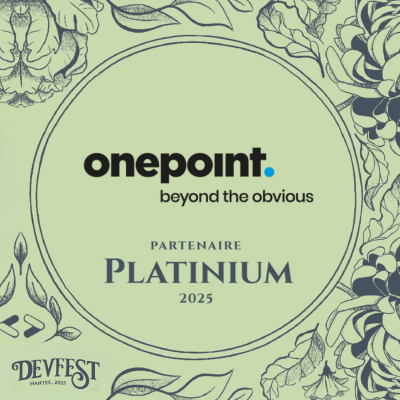 onepoint.
beyond the obvious
PARTENAIRE
PLATINIUM
2025
DEVFEST
NANTES . 2025